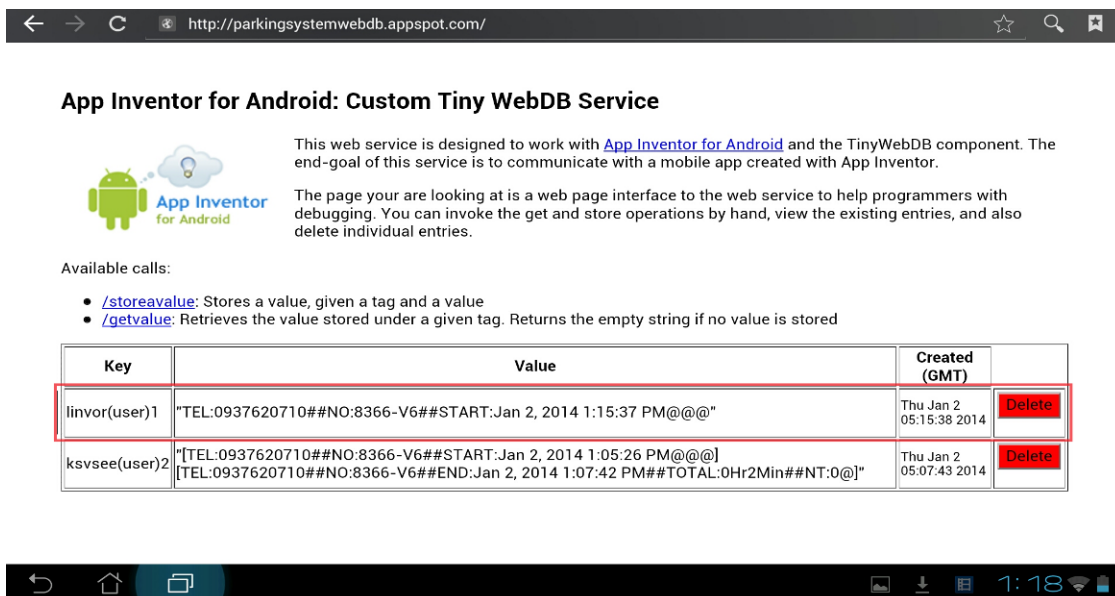 http://parkingsystemwebdb.appspot.com/
App Inventor for Android: Custom Tiny WebDB Service
App Inventor
for Android
This web service is designed to work with App Inventor for Android and the TinyWebDB component. The
end-goal of this service is to communicate with a mobile app created with App Inventor.
The page your are looking at is a web page interface to the web service to help programmers with
debugging. You can invoke the get and store operations by hand, view the existing entries, and also
delete individual entries.
Available calls:
/storeavalue: Stores a value, given a tag and a value
/getvalue: Retrieves the value stored under a given tag. Returns the empty string if no value is stored
Key Value Created
(GMT)
linvor(user)1 "TEL:0937620710##NO:8366-V6##START:Jan 2, 2014 1:15:37 PM@@@" Thu Jan 2
05:15:38 2014 Delete
ksvsee(user)2 "[TEL:0937620710##NO:8366-V6##START:Jan 2, 2014 1:05:26 PM@@@]
[TEL:0937620710##NO:8366-V6##END:Jan 2, 2014 1:07:42 PM##TOTAL:0Hr2Min##NT:0@]" Thu Jan 2
05:07:43 2014 Delete
1:18